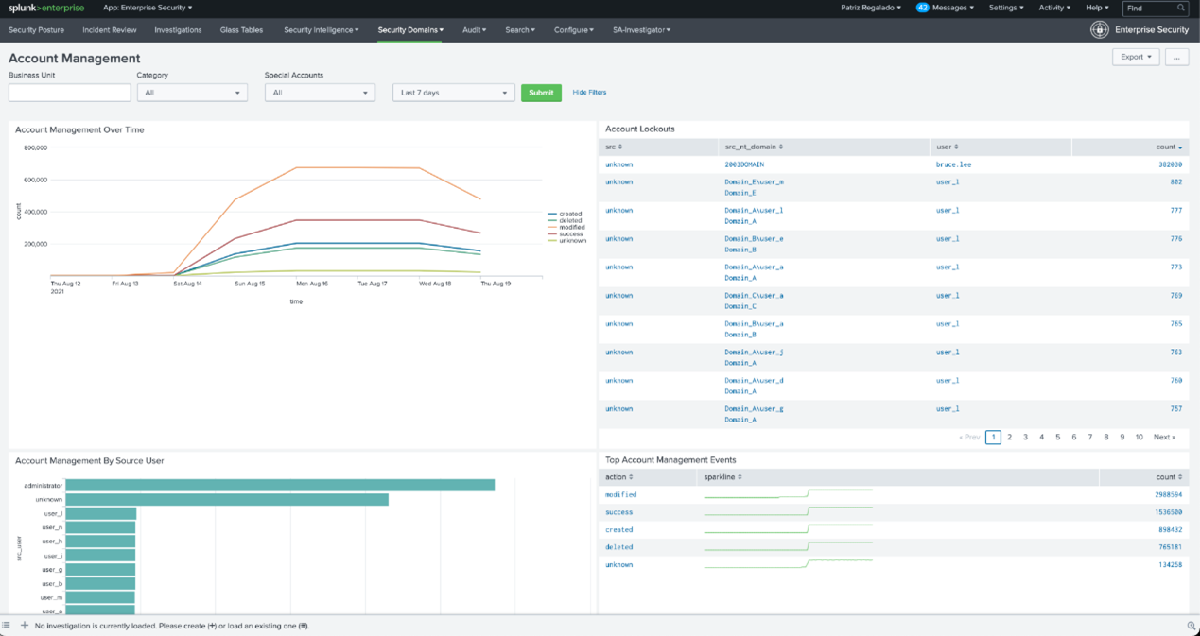 splunk>enterprise App: Enterprise Security ▾ Patriz Regalado ▾ Messages ▾ Settings ▾ Activity ▾ Help ▾ Find
Security Posture Incident Review Investigations Glass Tables Security Intelligence ▾ Security Domains ▾ Audit ▾ Search ▾ Configure ▾ SA-Investigator ▾ Enterprise Security
Account Management Export ▾ ...
Business Unit Category Special Accounts
All All Last 7 days Submit Hide Filters
Account Management Over Time
800,000
600,000
400,000
200,000
count
created
deleted
modified
success
unknown
Thu Aug 12 Fri Aug 13 Sat Aug 14 Sun Aug 15 Mon Aug 16 Tue Aug 17 Wed Aug 18 Thu Aug 19
2021
time
Account Lockouts
src src_nt_domain user count
unknown 2003DOMAIN bruce.lee
unknown Domain_E\user_m user_l 802
Domain_E
unknown Domain_A\user_l user_l 777
Domain_A
unknown Domain_B\user_e user_l 776
Domain_B
unknown Domain_A\user_a user_l 773
Domain_A
unknown Domain_C\user_a user_l 769
Domain_C
unknown Domain_B\user_a user_l 765
Domain_B
unknown Domain_A\user_j user_l 763
Domain_A
unknown Domain_A\user_d user_l 760
Domain_A
unknown Domain_A\user_g user_l 757
Domain_A
« Prev 1 2 3 4 5 6 7 8 9 10 Next »
Account Management By Source User
src_user
administrator
unknown
user_l
user_n
user_h
user_i
user_g
user_b
user_m
Top Account Management Events
action sparkline count
modified 2988594
success 1536500
created 898432
deleted 765181
unknown 134258
No investigation is currently loaded. Please create (+) or load an existing one (≡).